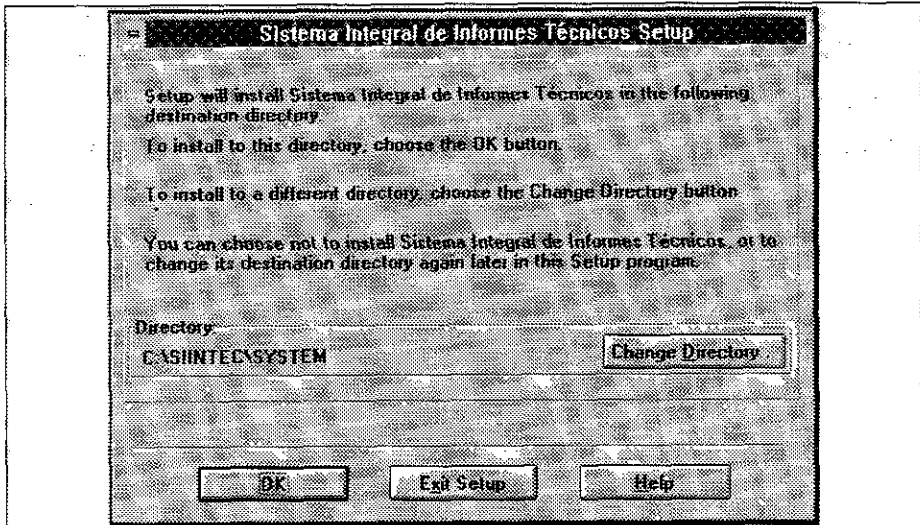 Sistema Integral de Informes Técnicos Setup
Setup will install Sistema Integral de Informes Técnicos in the following
destination directory.
To install to this directory, choose the OK button.
To install to a different directory, choose the Change Directory button
You can choose not to install Sistema Integral de Informes Técnicos, or to
change its destination directory again later in this Setup program.
Directory
C:\SIINTEC\SYSTEM
Change Directory .
OK
Exit Setup
Help